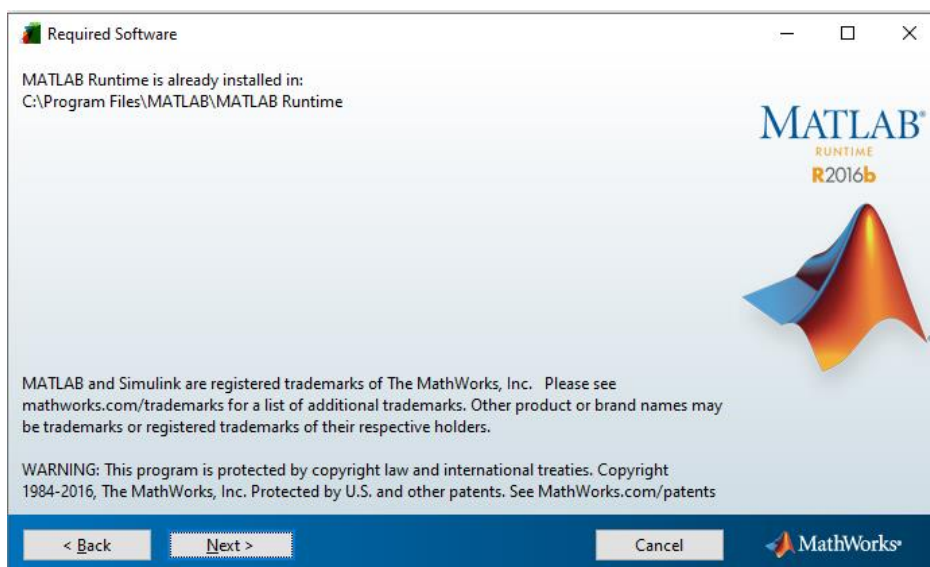 Required Software
MATLAB Runtime is already installed in:
C:\Program Files\MATLAB\MATLAB Runtime
MATLAB®
RUNTIME
R2016b
MATLAB and Simulink are registered trademarks of The MathWorks, Inc.   Please see
mathworks.com/trademarks for a list of additional trademarks. Other product or brand names may
be trademarks or registered trademarks of their respective holders.
WARNING: This program is protected by copyright law and international treaties. Copyright
1984-2016, The MathWorks, Inc. Protected by U.S. and other patents. See MathWorks.com/patents
< Back
Next >
Cancel
MathWorks®